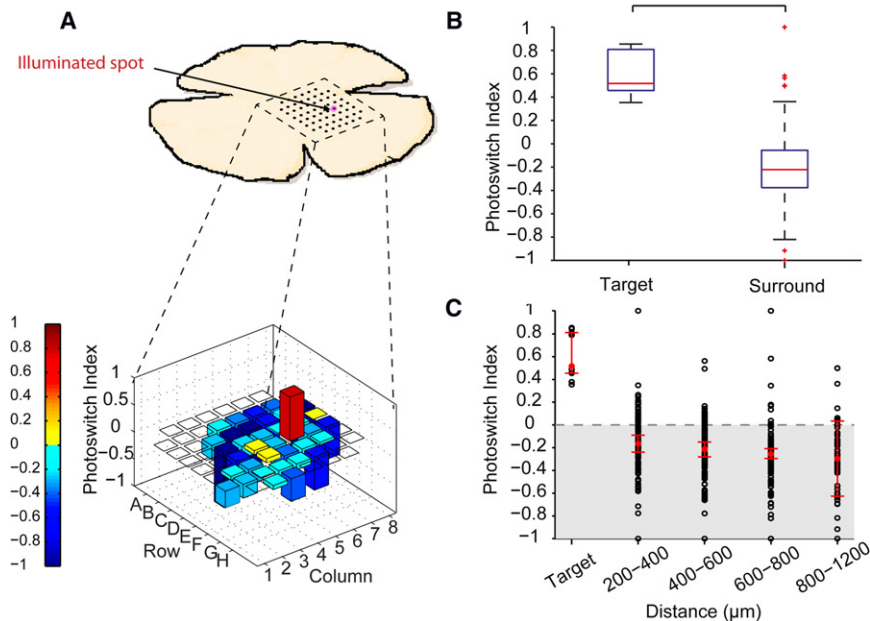 A
Illuminated spot
1
0.8
0.6
0.4
0.2
0
−0.2
−0.4
−0.6
−0.8
−1
Photoswitch Index
1
0.5
0
−0.5
−1
A
B
C
D
E
F
G
H
Row
1
2
3
4
5
6
7
8
Column
B
Photoswitch Index
1
0.8
0.6
0.4
0.2
0
−0.2
−0.4
−0.6
−0.8
−1
Target Surround
C
Photoswitch Index
1
0.8
0.6
0.4
0.2
0
−0.2
−0.4
−0.6
−0.8
−1
Target 200−400 400−600 600−800 800−1200
Distance (μm)